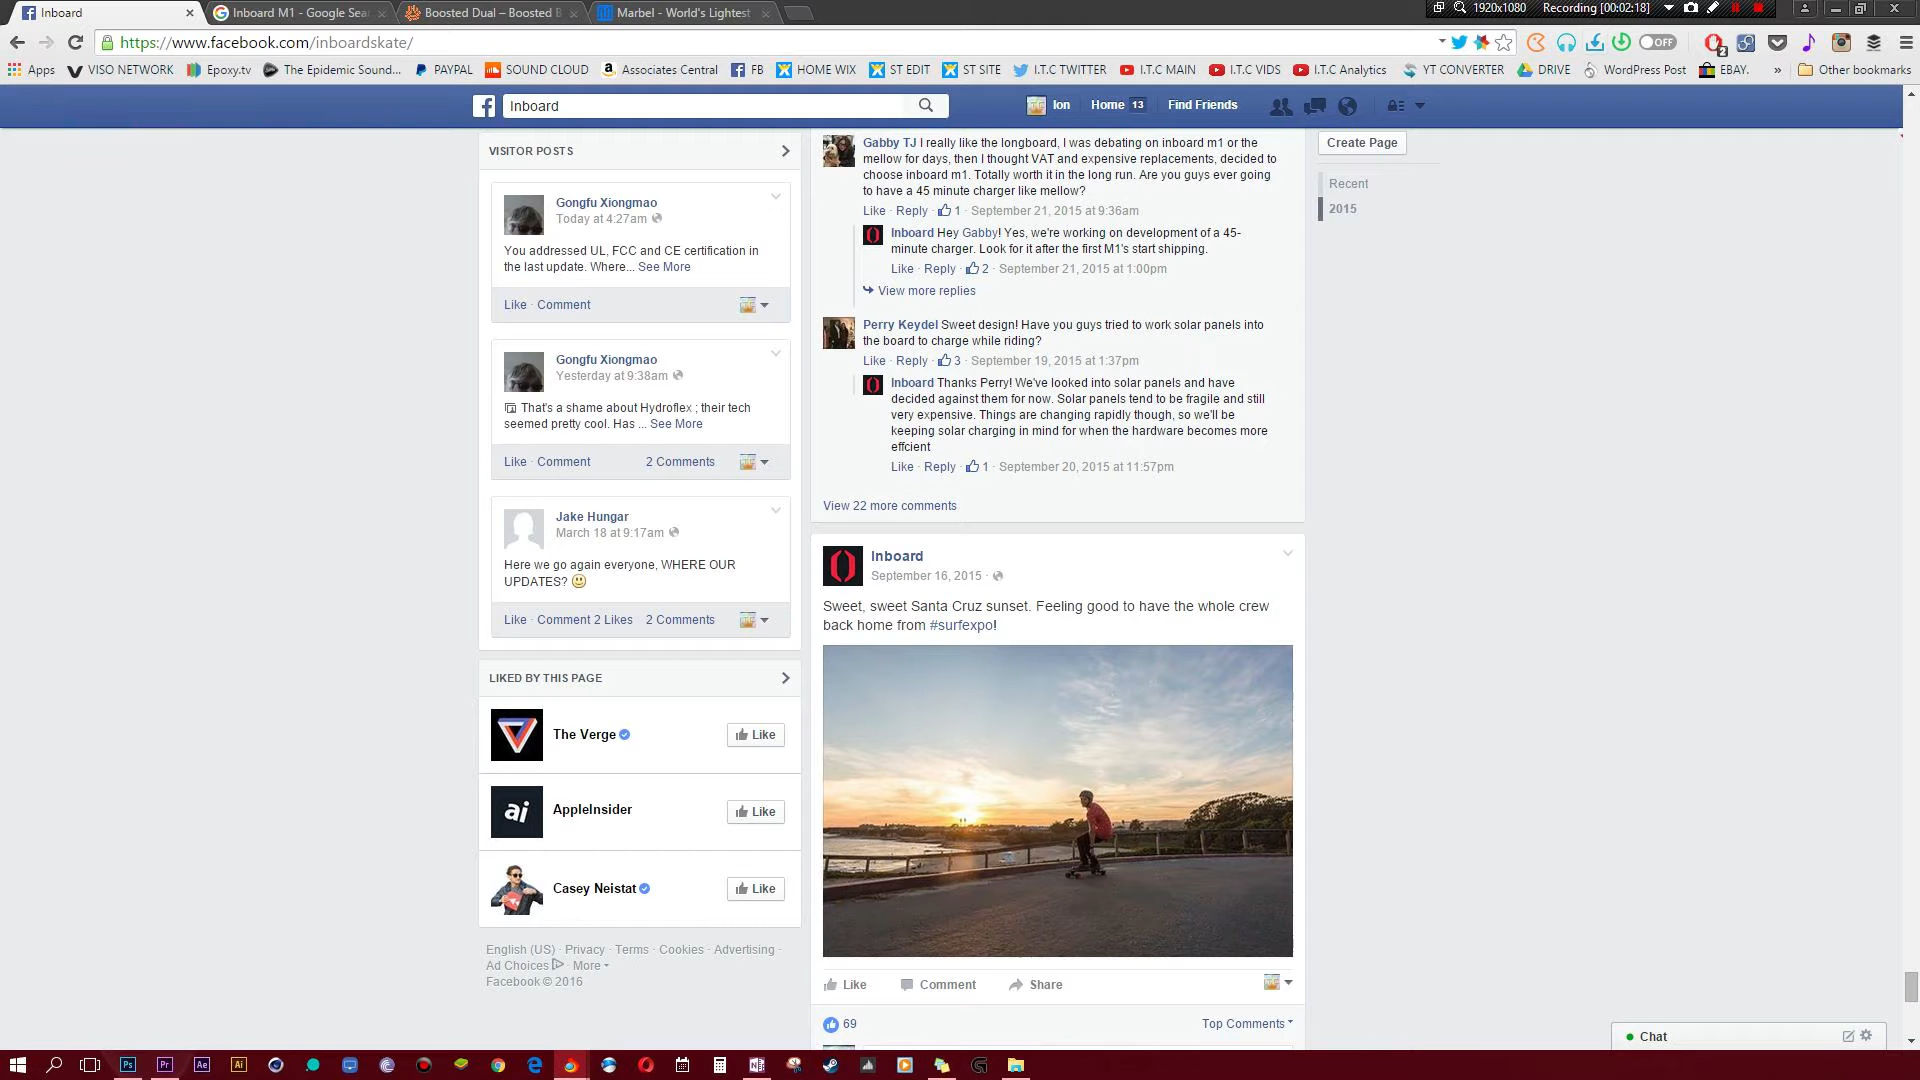 Inboard
Inboard M1 - Google Sear
Boosted Dual – Boosted B
Marbel - World's Lightest
1920x1080
Recording [00:02:18]
https://www.facebook.com/inboardskate/
OFF
2
Apps
VISO NETWORK
Epoxy.tv
The Epidemic Sound...
PAYPAL
SOUND CLOUD
Associates Central
FB
HOME WIX
ST EDIT
ST SITE
I.T.C TWITTER
I.T.C MAIN
I.T.C VIDS
I.T.C Analytics
YT CONVERTER
DRIVE
WordPress Post
EBAY.
»
Other bookmarks
Inboard
Ion
Home 13
Find Friends
VISITOR POSTS
Gongfu Xiongmao
Today at 4:27am
You addressed UL, FCC and CE certification in
the last update. Where... See More
Like · Comment
Gongfu Xiongmao
Yesterday at 9:38am
That's a shame about Hydroflex ; their tech
seemed pretty cool. Has ... See More
Like · Comment
2 Comments
Jake Hungar
March 18 at 9:17am
Here we go again everyone, WHERE OUR
UPDATES?
Like · Comment 2 Likes
2 Comments
LIKED BY THIS PAGE
The Verge
Like
ai
AppleInsider
Like
Casey Neistat
Like
English (US) · Privacy · Terms · Cookies · Advertising ·
Ad Choices · More
Facebook © 2016
Gabby TJ I really like the longboard, I was debating on inboard m1 or the
mellow for days, then I thought VAT and expensive replacements, decided to
choose inboard m1. Totally worth it in the long run. Are you guys ever going
to have a 45 minute charger like mellow?
Like · Reply · 1 · September 21, 2015 at 9:36am
Inboard Hey Gabby! Yes, we're working on development of a 45-
minute charger. Look for it after the first M1's start shipping.
Like · Reply · 2 · September 21, 2015 at 1:00pm
View more replies
Perry Keydel Sweet design! Have you guys tried to work solar panels into
the board to charge while riding?
Like · Reply · 3 · September 19, 2015 at 1:37pm
Inboard Thanks Perry! We've looked into solar panels and have
decided against them for now. Solar panels tend to be fragile and still
very expensive. Things are changing rapidly though, so we'll be
keeping solar charging in mind for when the hardware becomes more
effcient
Like · Reply · 1 · September 20, 2015 at 11:57pm
View 22 more comments
Inboard
September 16, 2015 ·
Sweet, sweet Santa Cruz sunset. Feeling good to have the whole crew
back home from #surfexpo!
Like
Comment
Share
69
Top Comments
Create Page
Recent
2015
Chat
Ps
Pr
Ae
Ai